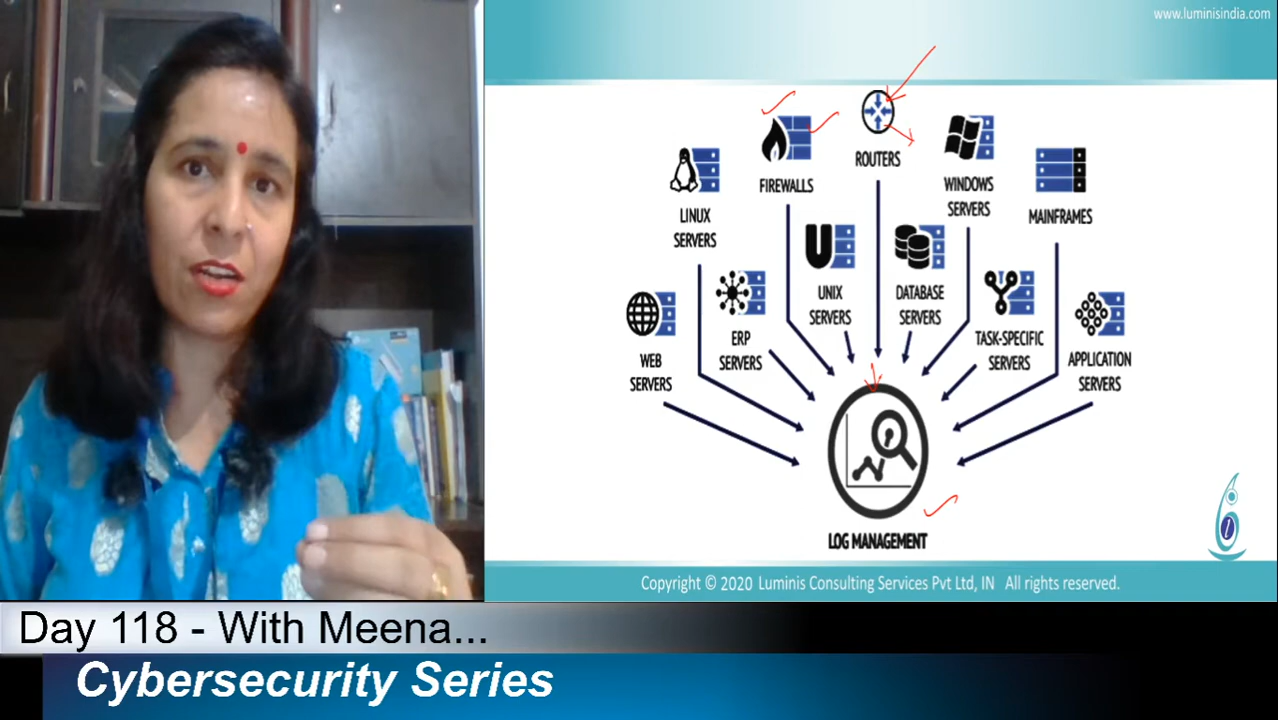 www.luminisindia.com
ROUTERS
FIREWALLS
WINDOWS
SERVERS
MAINFRAMES
LINUX
SERVERS
UNIX
SERVERS
DATABASE
SERVERS
ERP
SERVERS
TASK-SPECIFIC
SERVERS
WEB
SERVERS
APPLICATION
SERVERS
LOG MANAGEMENT
Copyright © 2020 Luminis Consulting Services Pvt Ltd, IN All rights reserved.
Day 118 - With Meena...
Cybersecurity Series